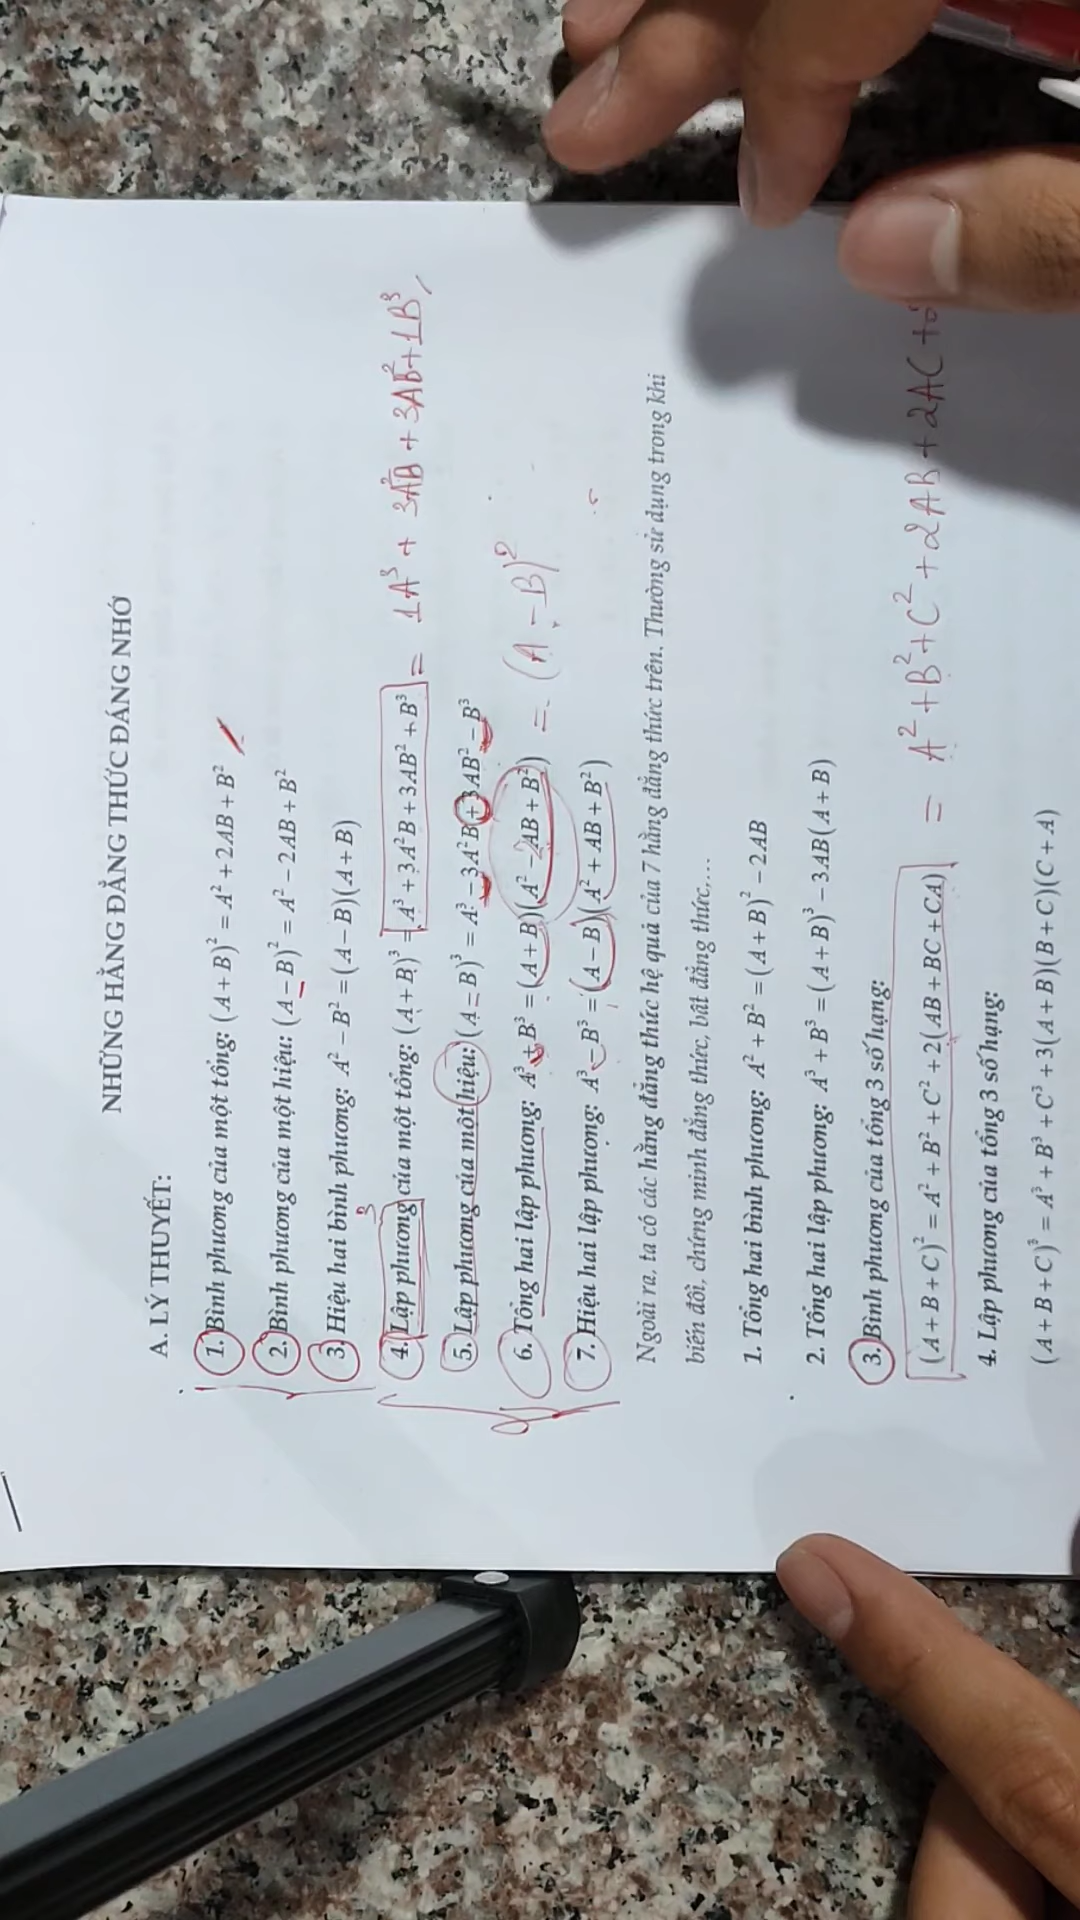 NHỮNG HẰNG ĐẲNG THỨC ĐÁNG NHỚ
A. LÝ THUYẾT:
1. Bình phương của một tổng: (A + B)² = A² + 2AB + B²
2. Bình phương của một hiệu: (A − B)² = A² − 2AB + B²
3. Hiệu hai bình phương: A² − B² = (A − B)(A + B)
4. Lập phương của một tổng: (A + B)³ = A³ + 3A²B + 3AB² + B³ = 1A³ + 3A²B + 3AB² + 1B³
3
5. Lập phương của một hiệu: (A − B)³ = A³ − 3A²B + 3AB² − B³
6. Tổng hai lập phương: A³ + B³ = (A + B)(A² − 2AB + B²) = (A − B)²
7. Hiệu hai lập phương: A³ − B³ = (A − B)(A² + AB + B²)
Ngoài ra, ta có các hằng đẳng thức hệ quả của 7 hằng đẳng thức trên. Thường sử dụng trong khi
biến đổi, chứng minh đẳng thức, bất đẳng thức,…
1. Tổng hai bình phương: A² + B² = (A + B)² − 2AB
2. Tổng hai lập phương: A³ + B³ = (A + B)³ − 3AB(A + B)
3. Bình phương của tổng 3 số hạng:
(A + B + C)² = A² + B² + C² + 2(AB + BC + CA) = A² + B² + C² + 2AB + 2AC +
4. Lập phương của tổng 3 số hạng:
(A + B + C)³ = A³ + B³ + C³ + 3(A + B)(B + C)(C + A)